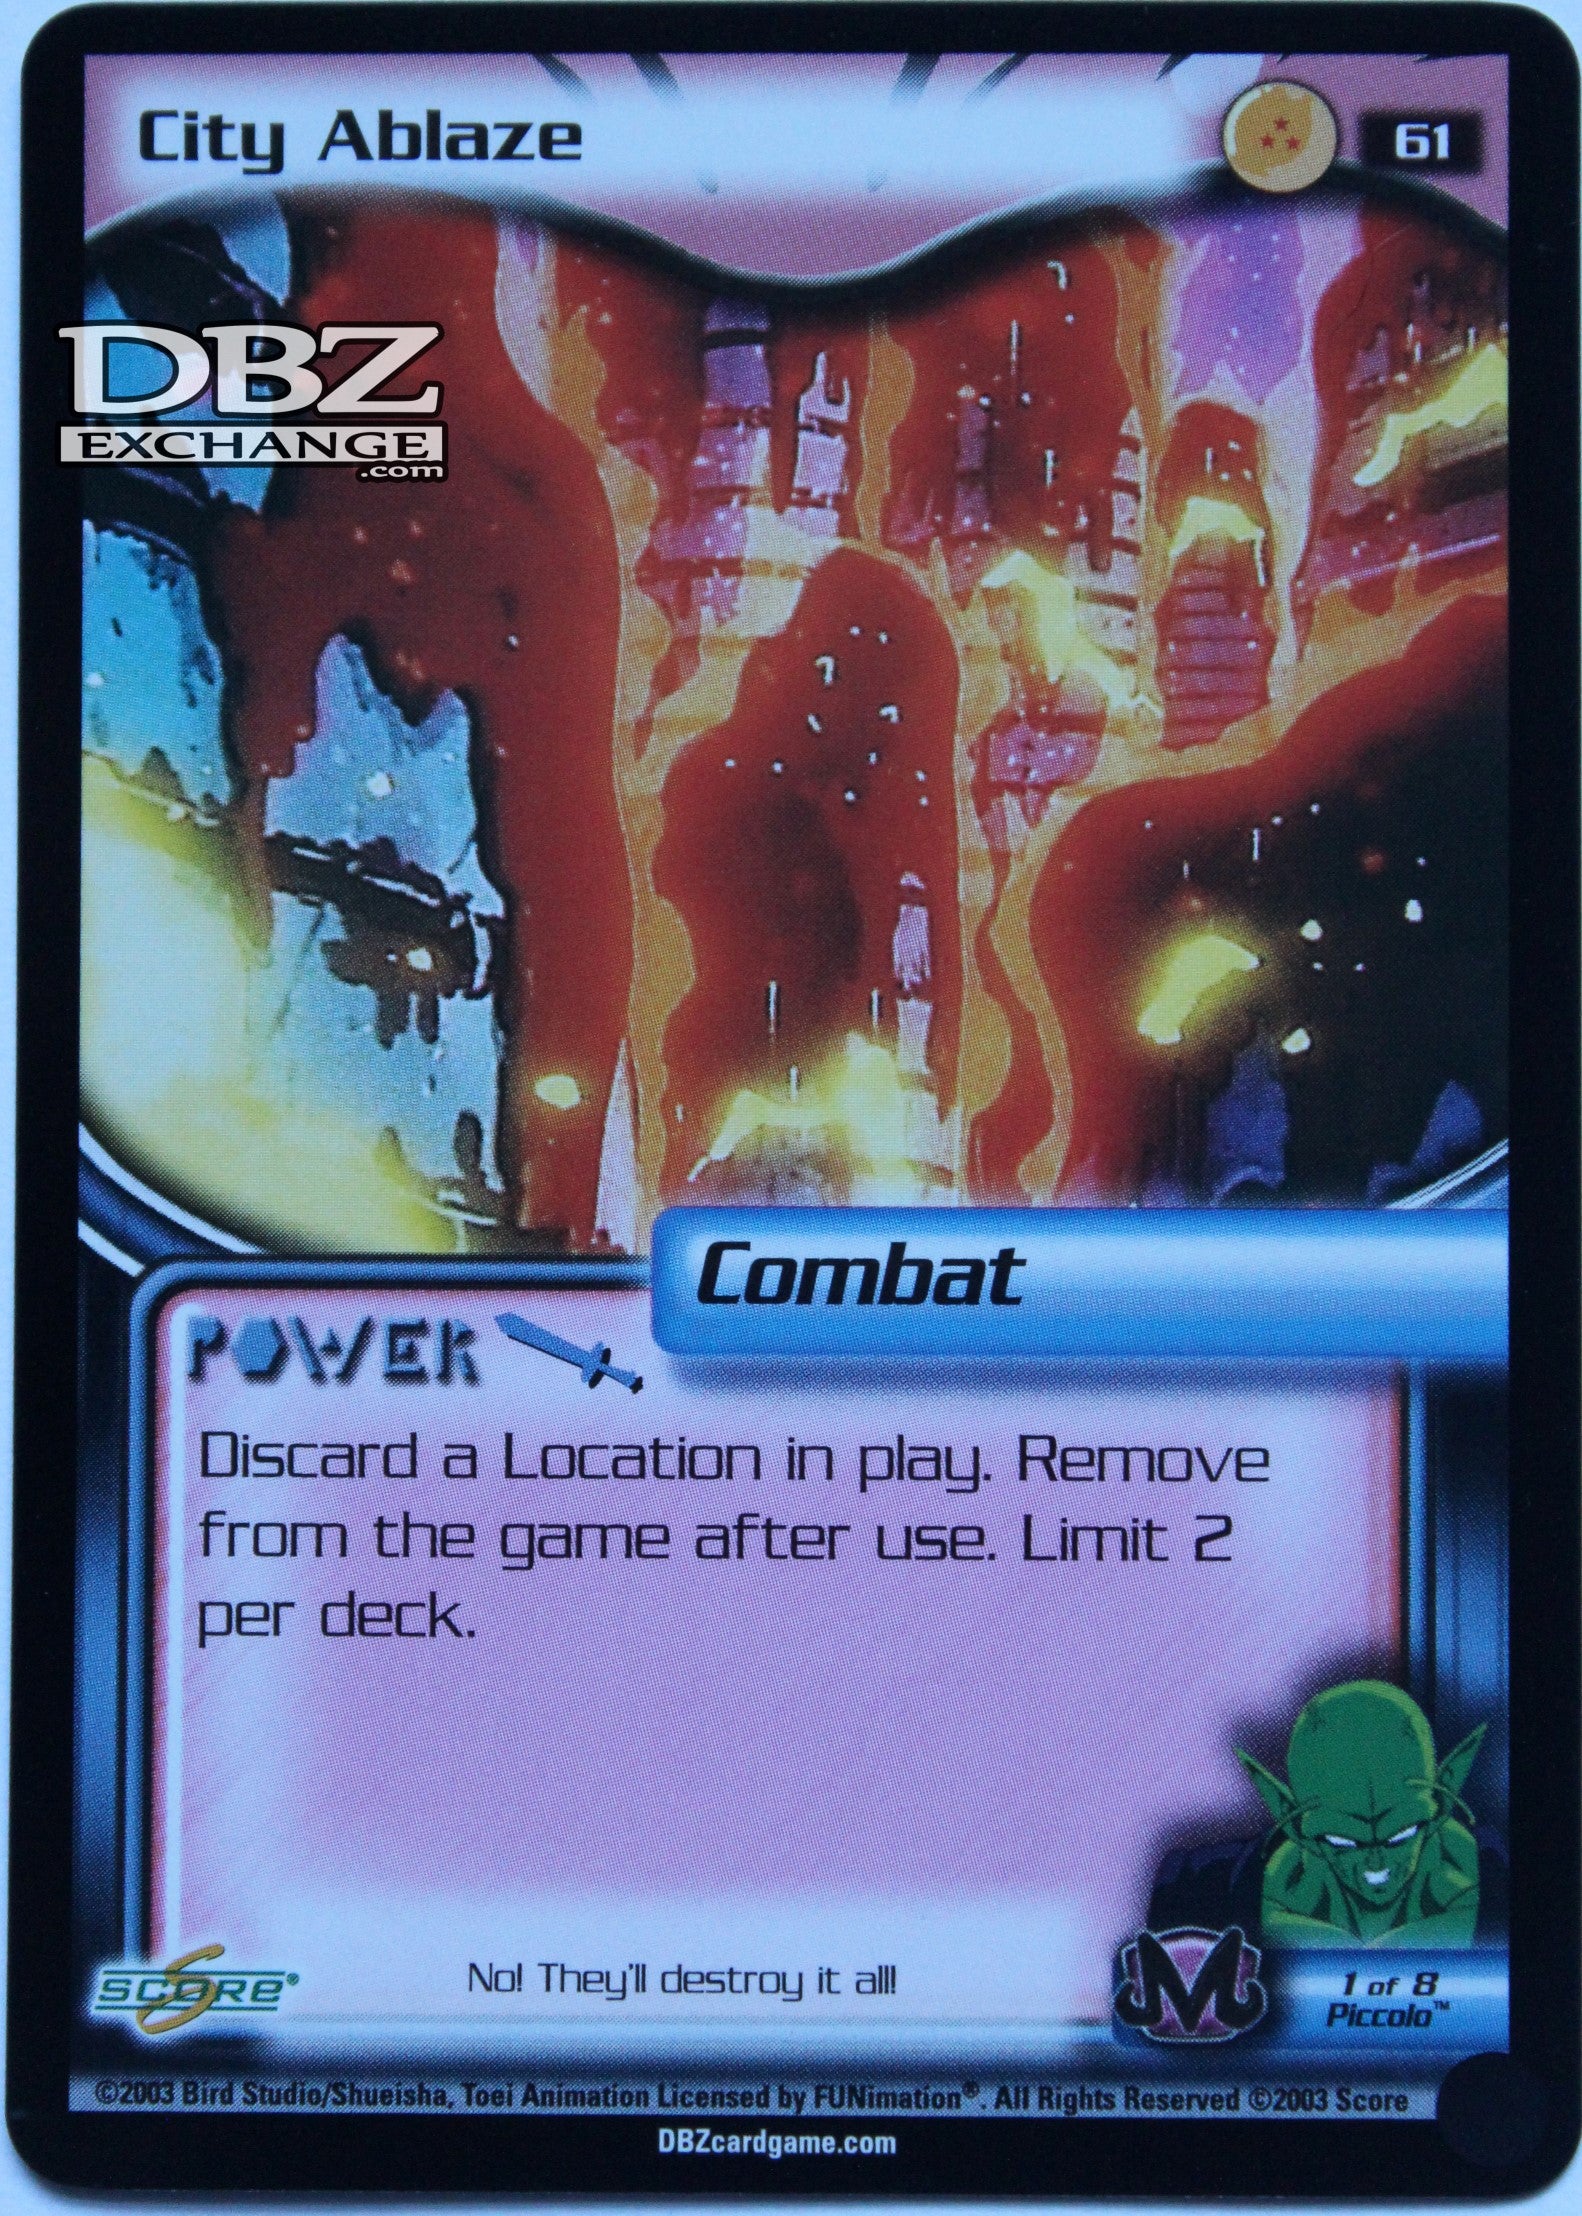 City Ablaze
61
DBZ
EXCHANGE
.com
Combat
POWER
Discard a Location in play. Remove
from the game after use. Limit 2
per deck.
No! They'll destroy it all!
SCORE®
M
1 of 8
Piccolo™
©2003 Bird Studio/Shueisha, Toei Animation Licensed by FUNimation®. All Rights Reserved ©2003 Score
DBZcardgame.com